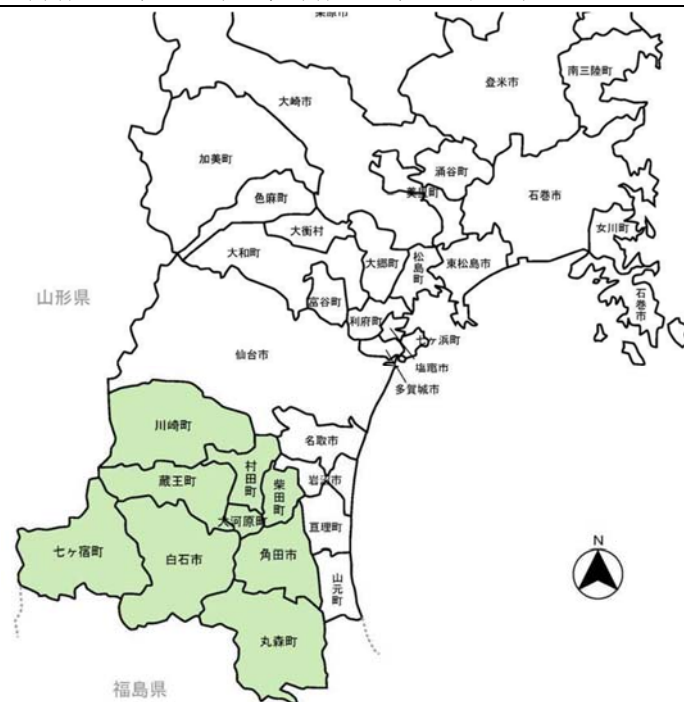 登米市
南三陸町
大崎市
加美町
涌谷町
美里町
石巻市
色麻町
女川町
大衡村
大和町
大郷町
松島町
東松島市
山形県
富谷町
石巻市
利府町
七ヶ浜町
仙台市
塩竈市
多賀城市
川崎町
名取市
村田町
蔵王町
柴田町
岩沼市
大河原町
亘理町
七ヶ宿町
白石市
角田市
N
山元町
丸森町
福島県